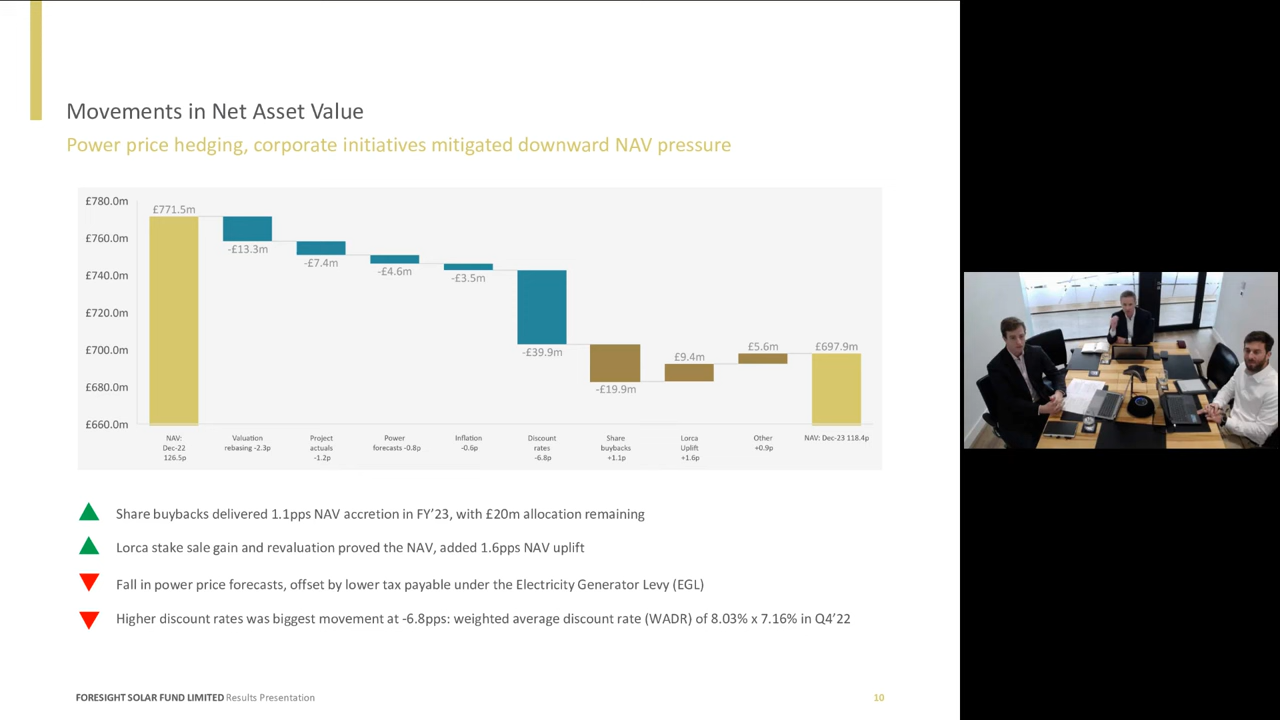 Movements in Net Asset Value
Power price hedging, corporate initiatives mitigated downward NAV pressure
£780.0m
£760.0m
£740.0m
£720.0m
£700.0m
£680.0m
£660.0m
£771.5m
-£13.3m
-£7.4m
-£4.6m
-£3.5m
-£39.9m
-£19.9m
£9.4m
£5.6m
£697.9m
NAV:
Dec-22
126.5p
Valuation
rebasing -2.3p
Project
actuals
-1.2p
Power
forecasts -0.8p
Inflation
-0.6p
Discount
rates
-6.8p
Share
buybacks
+1.1p
Lorca
Uplift
+1.6p
Other
+0.9p
NAV: Dec-23 118.4p
Share buybacks delivered 1.1pps NAV accretion in FY’23, with £20m allocation remaining
Lorca stake sale gain and revaluation proved the NAV, added 1.6pps NAV uplift
Fall in power price forecasts, offset by lower tax payable under the Electricity Generator Levy (EGL)
Higher discount rates was biggest movement at -6.8pps: weighted average discount rate (WADR) of 8.03% x 7.16% in Q4’22
FORESIGHT SOLAR FUND LIMITED Results Presentation
10